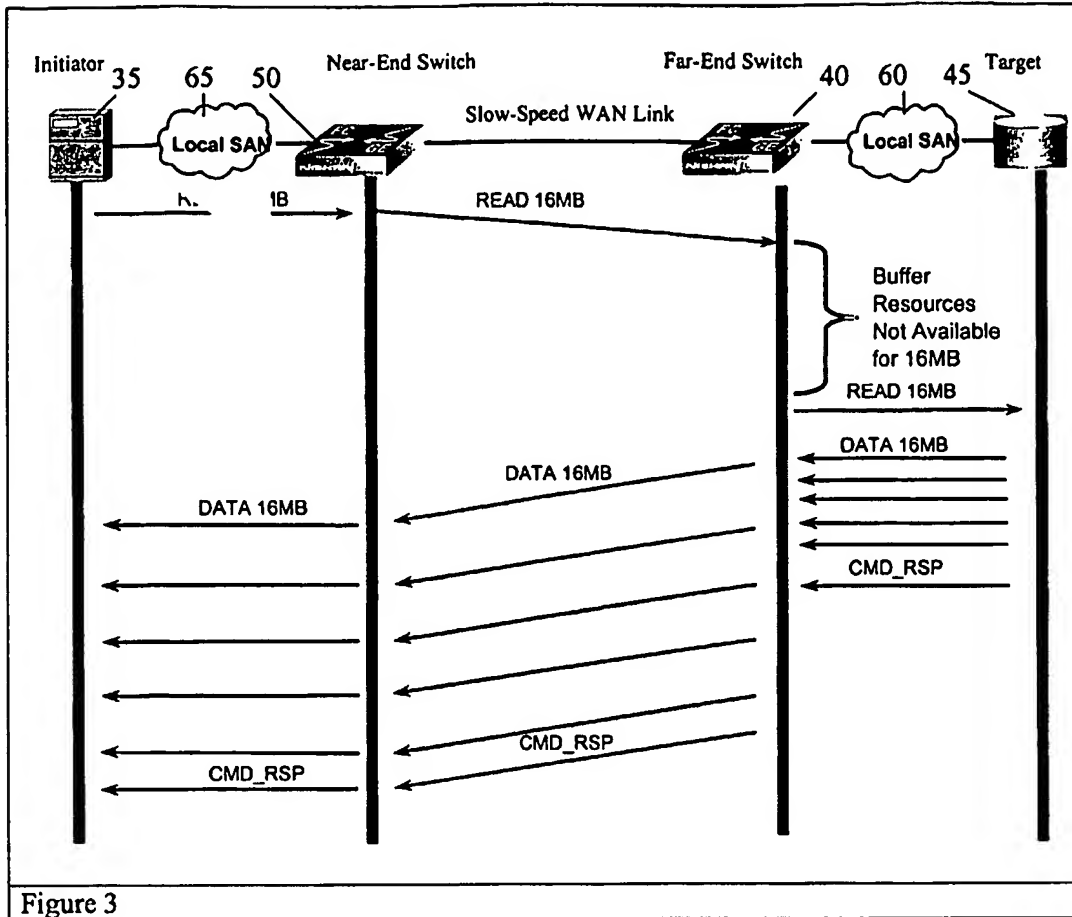 Initiator
35
65
50
Near-End Switch
Far-End Switch
40
60
45
Target
Slow-Speed WAN Link
Local SAN
Local SAN
READ 16MB
Buffer
Resources
Not Available
for 16MB
READ 16MB
DATA 16MB
DATA 16MB
DATA 16MB
CMD_RSP
CMD_RSP
CMD_RSP
Figure 3